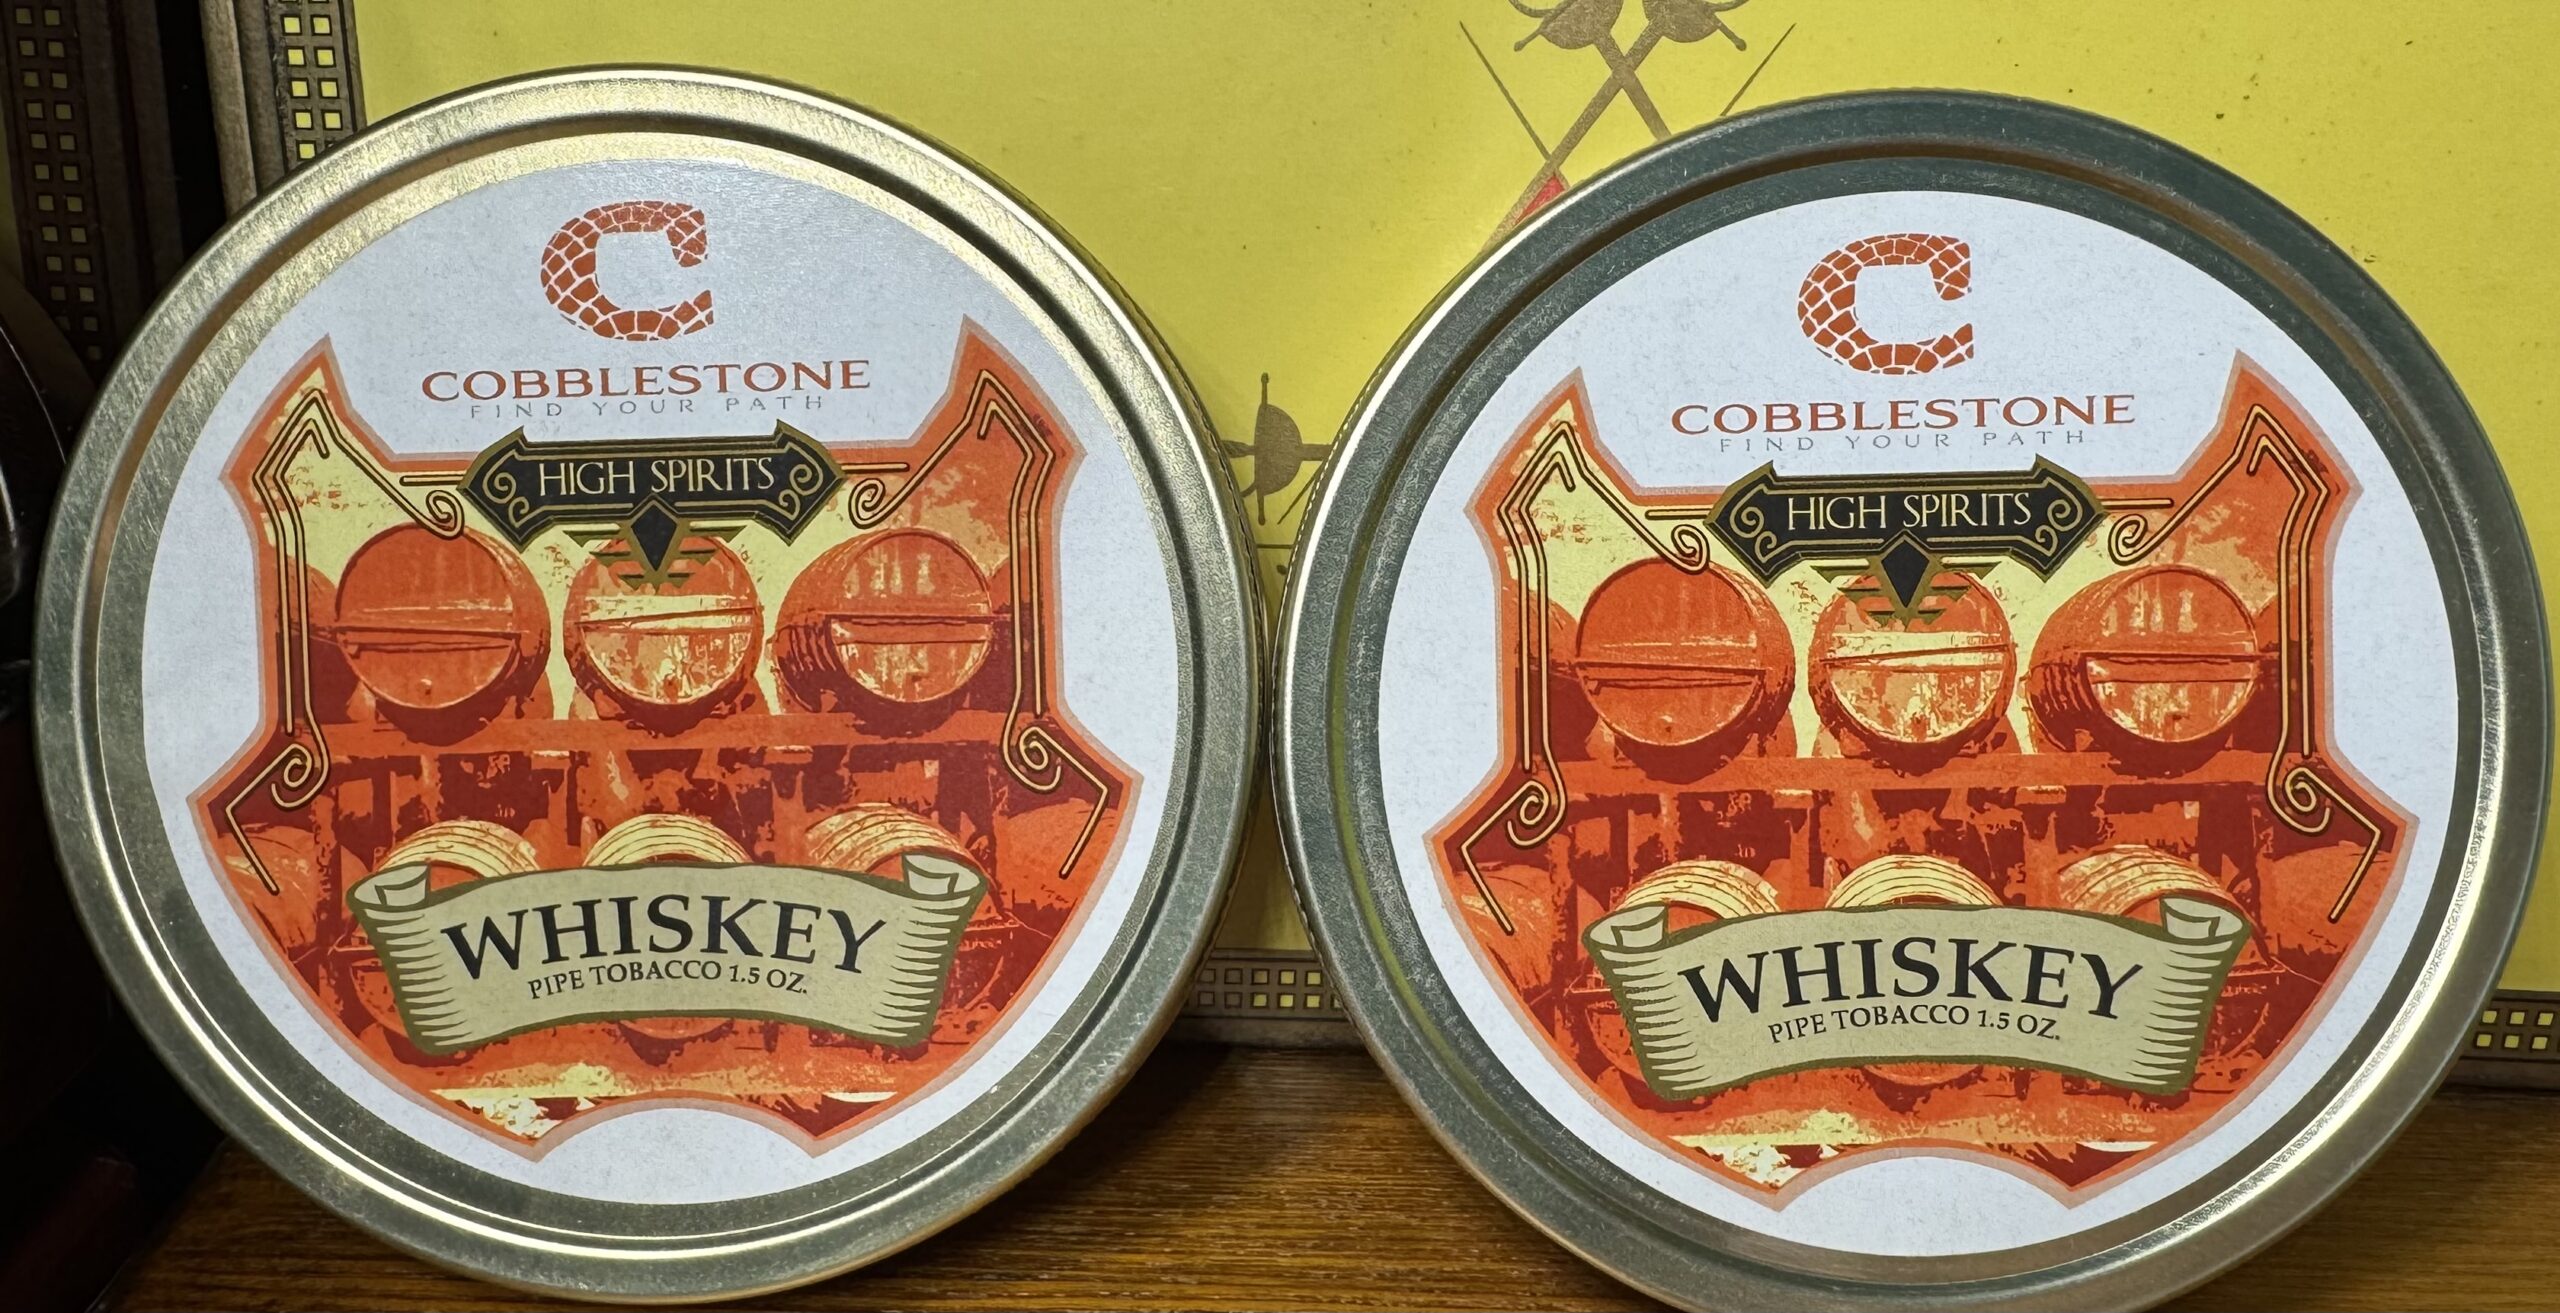 C
COBBLESTONE
FIND YOUR PATH
HIGH SPIRITS
WHISKEY
PIPE TOBACCO 1.5 OZ.
C
COBBLESTONE
FIND YOUR PATH
HIGH SPIRITS
WHISKEY
PIPE TOBACCO 1.5 OZ.